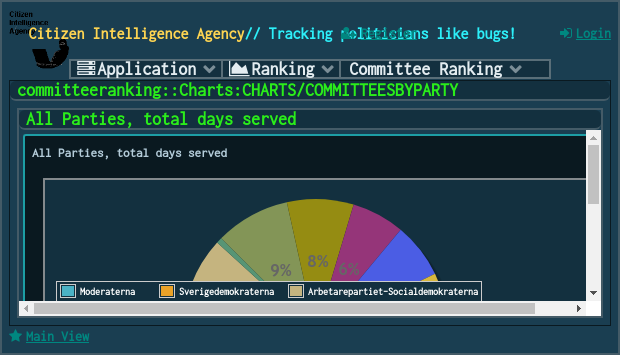 Citizen
Intelligence
Agency
Citizen Intelligence Agency// Tracking politicians like bugs!
Login
Application Ranking Committee Ranking
committeeranking::Charts:CHARTS/COMMITTEESBYPARTY
All Parties, total days served
All Parties, total days served
9% 8% 6%
Moderaterna Sverigedemokraterna Arbetarepartiet-Socialdemokraterna
Main View